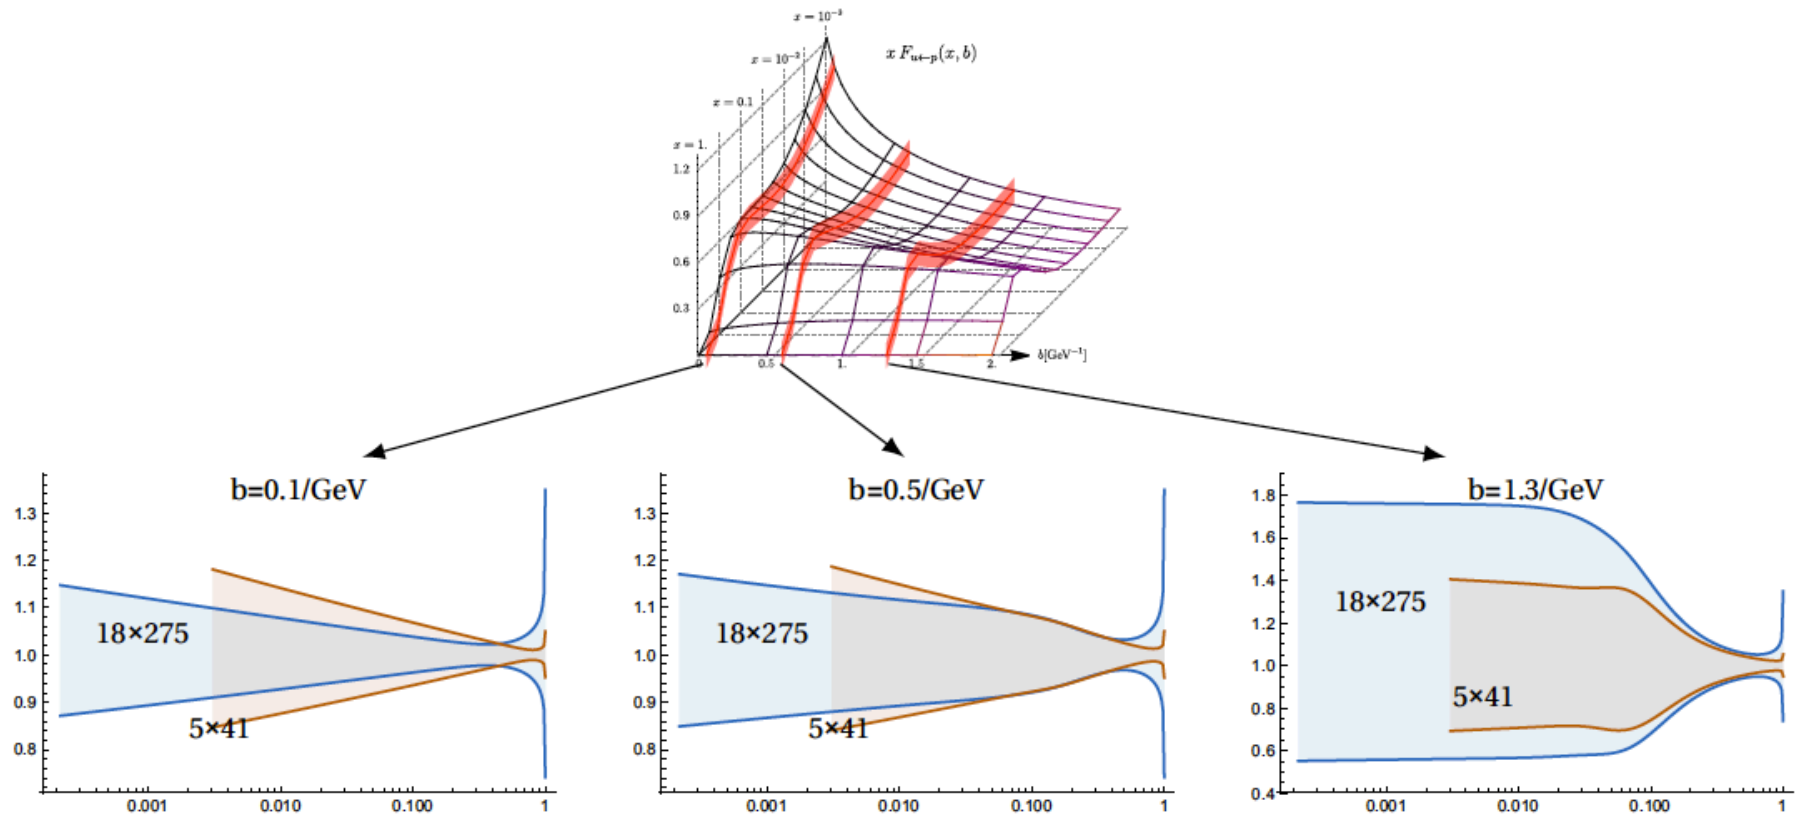 x = 10⁻³
x F_{u←p}(x, b)
x = 10⁻²
x = 0.1
x = 1.
1.2
0.9
0.6
0.3
0 0.5 1. 1.5 2. b[GeV⁻¹]
b=0.1/GeV
1.3
1.2
1.1
1.0
0.9
0.8
18×275
5×41
0.001 0.010 0.100 1
b=0.5/GeV
1.3
1.2
1.1
1.0
0.9
0.8
18×275
5×41
0.001 0.010 0.100 1
b=1.3/GeV
1.8
1.6
1.4
1.2
1.0
0.8
0.6
0.4
18×275
5×41
0.001 0.010 0.100 1